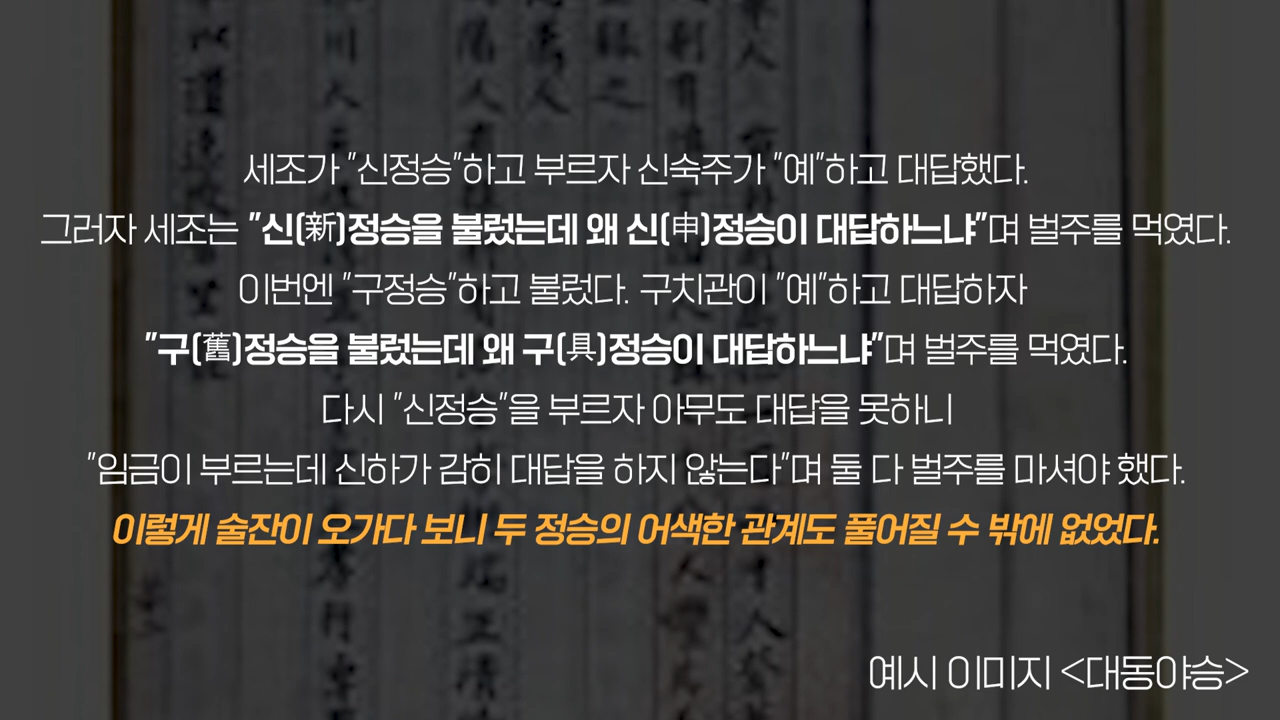 세조가 "신정승"하고 부르자 신숙주가 "예"하고 대답했다.
그러자 세조는 "신(新)정승을 불렀는데 왜 신(申)정승이 대답하느냐"며 벌주를 먹였다.
이번엔 "구정승"하고 불렀다. 구치관이 "예"하고 대답하자
"구(舊)정승을 불렀는데 왜 구(具)정승이 대답하느냐"며 벌주를 먹였다.
다시 "신정승"을 부르자 아무도 대답을 못하니
"임금이 부르는데 신하가 감히 대답을 하지 않는다"며 둘 다 벌주를 마셔야 했다.
이렇게 술잔이 오가다 보니 두 정승의 어색한 관계도 풀어질 수 밖에 없었다.
예시 이미지 <대동야승>